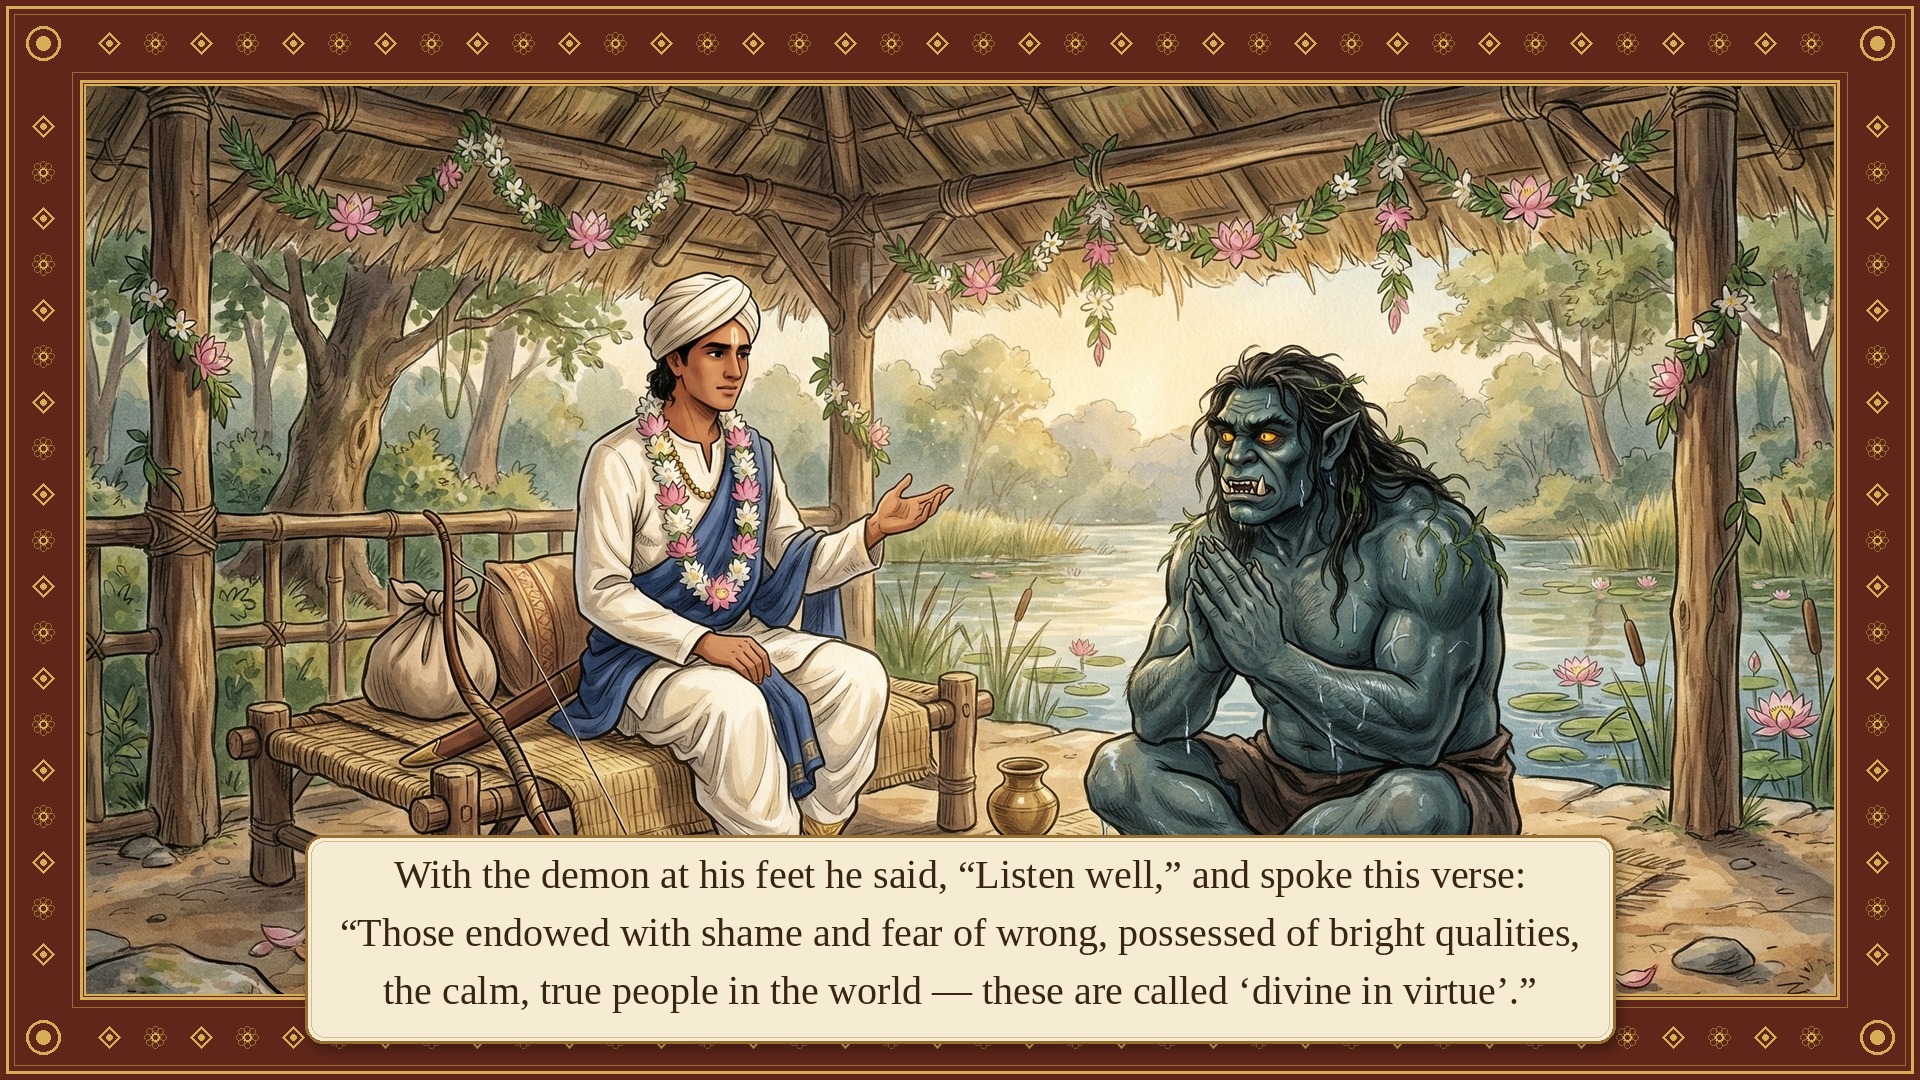 With the demon at his feet he said, “Listen well,” and spoke this verse:
“Those endowed with shame and fear of wrong, possessed of bright qualities,
the calm, true people in the world — these are called ‘divine in virtue’.”